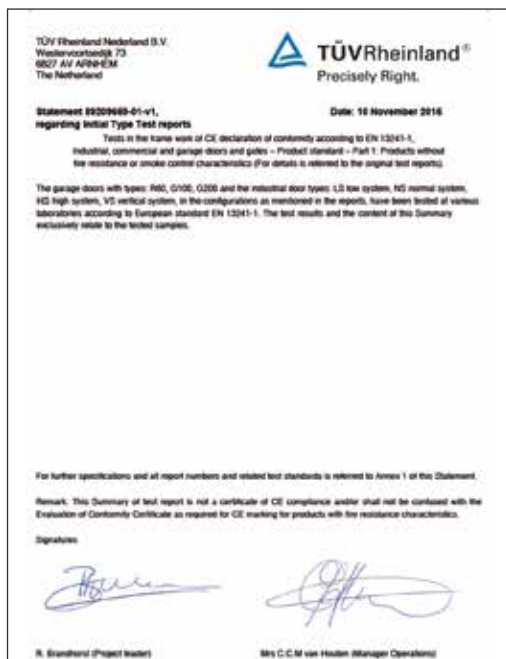 TÜV Rheinland Nederland B.V.
Westervoortsedijk 73
6827 AV ARNHEM
The Netherland
TÜVRheinland®
Precisely Right.
Statement
regarding Initial Type Test reports
Date: 10 November 2016
Tests in the frame work of CE declaration of conformity according to EN 13241-1,
Industrial, commercial and garage doors and gates – Product standard – Part 1: Products without
fire resistance or smoke control characteristics (For details is referred to the original test reports).
The garage doors with types: R60, G100, G200 and the industrial door types: LS low system, NS normal system,
HS high system, VS vertical system, in the configurations as mentioned in the reports, have been tested at various
laboratories according to European standard EN 13241-1. The test results and the content of this Summary
exclusively relate to the tested samples.
For further specifications and all report numbers and related test standards is referred to Annex 1 of this Statement.
Remark: This Summary of test report is not a certificate of CE compliance and/or shall not be confused with the
Evaluation of Conformity Certificate as required for CE marking for products with fire resistance characteristics.
Signatures
R. Brandhorst (Project leader)
Mrs C.C.M van Houten (Manager Operations)